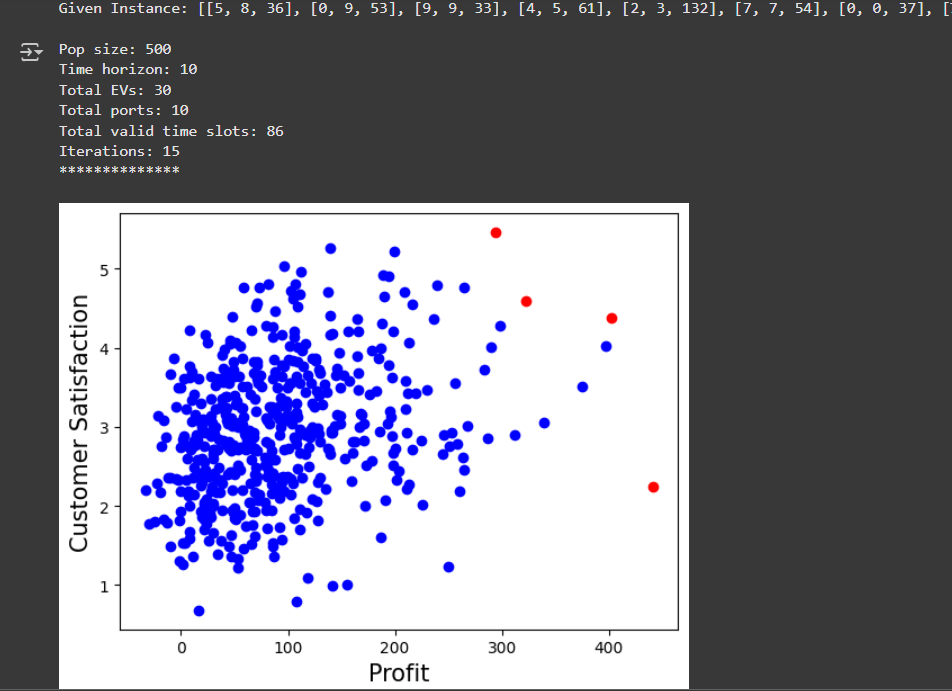 Given Instance: [[5, 8, 36], [0, 9, 53], [9, 9, 33], [4, 5, 61], [2, 3, 132], [7, 7, 54], [0, 0, 37], [
Pop size: 500
Time horizon: 10
Total EVs: 30
Total ports: 10
Total valid time slots: 86
Iterations: 15
**************
5
4
3
2
1
Customer Satisfaction
0 100 200 300 400
Profit